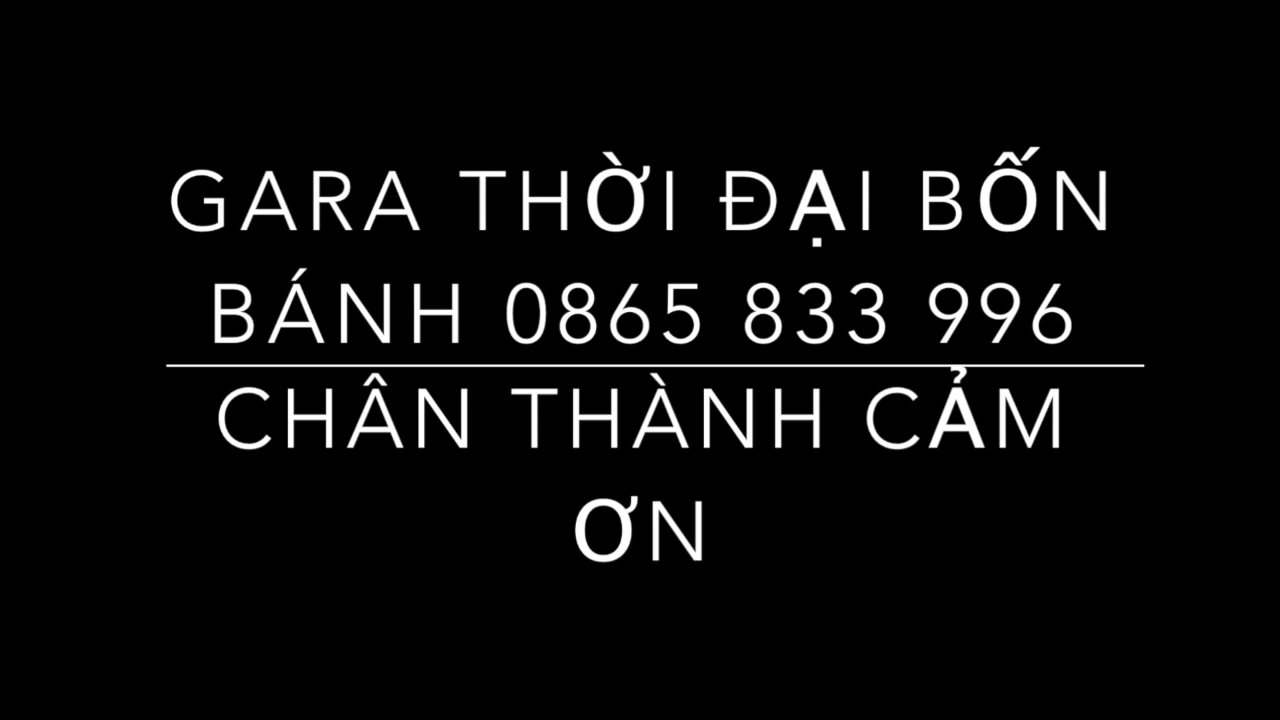 GARA THỜI ĐẠI BỐN
BÁNH 0865 833 996
CHÂN THÀNH CẢM
ƠN